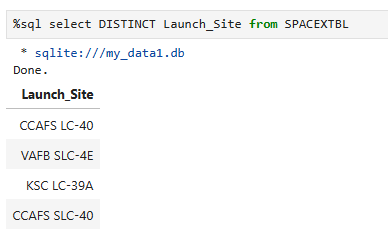 %sql select DISTINCT Launch_Site from SPACEXTBL
* sqlite:///my_data1.db
Done.
Launch_Site
CCAFS LC-40
VAFB SLC-4E
KSC LC-39A
CCAFS SLC-40